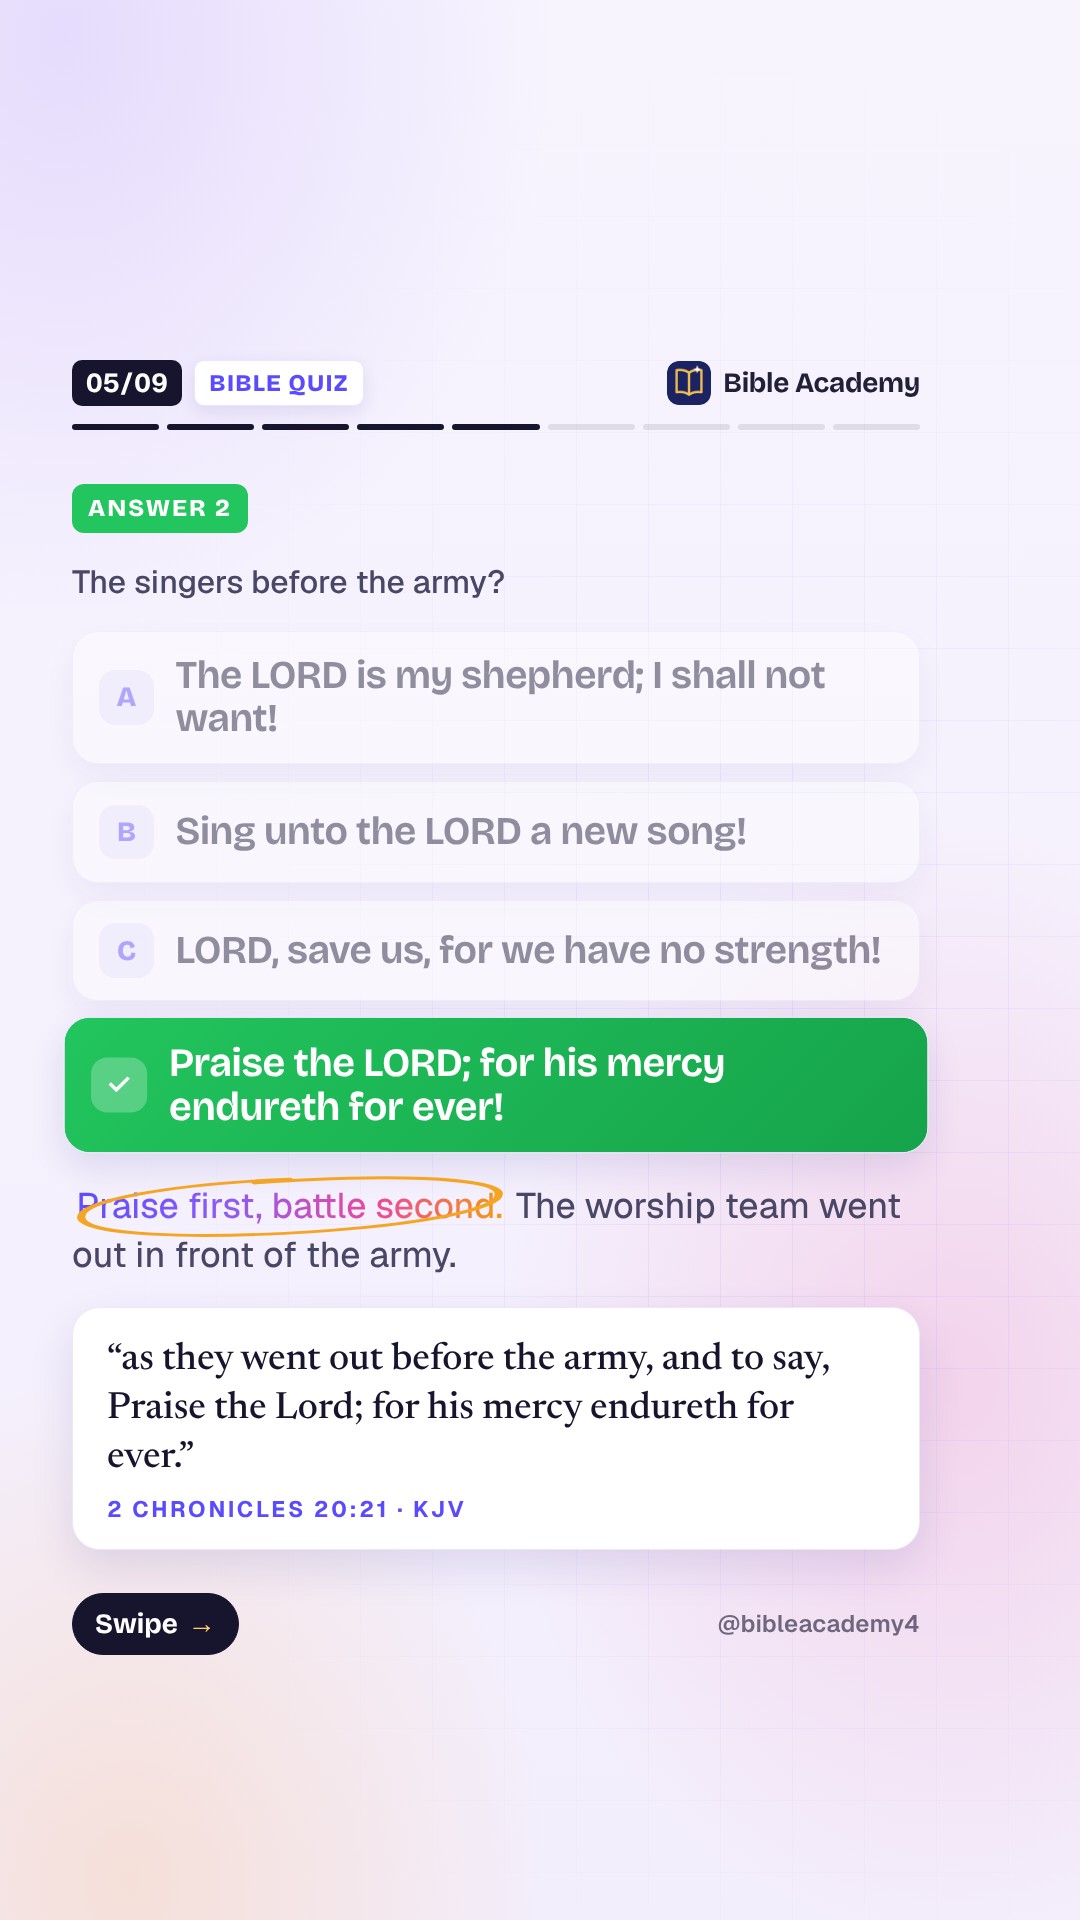 05/09
BIBLE QUIZ
Bible Academy
ANSWER 2
The singers before the army?
A
The LORD is my shepherd; I shall not
want!
B
Sing unto the LORD a new song!
C
LORD, save us, for we have no strength!
Praise the LORD; for his mercy
endureth for ever!
Praise first, battle second. The worship team went
out in front of the army.
“as they went out before the army, and to say,
Praise the Lord; for his mercy endureth for
ever.”
2 CHRONICLES 20:21 · KJV
Swipe →
@bibleacademy4